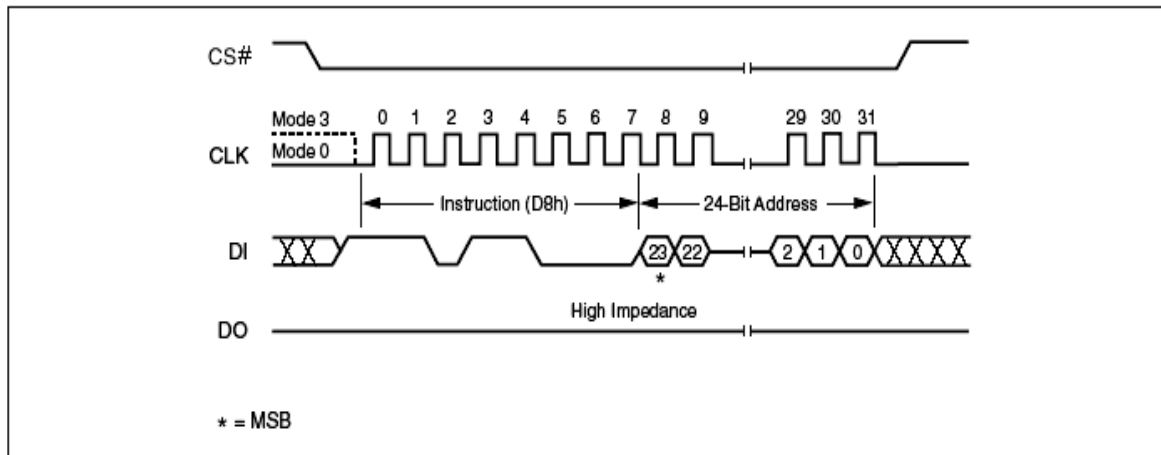 CS#
Mode 3
0 1 2 3 4 5 6 7 8 9 29 30 31
CLK
Mode 0
Instruction (D8h)
24-Bit Address
DI
23 22 2 1 0
*
High Impedance
DO
* = MSB